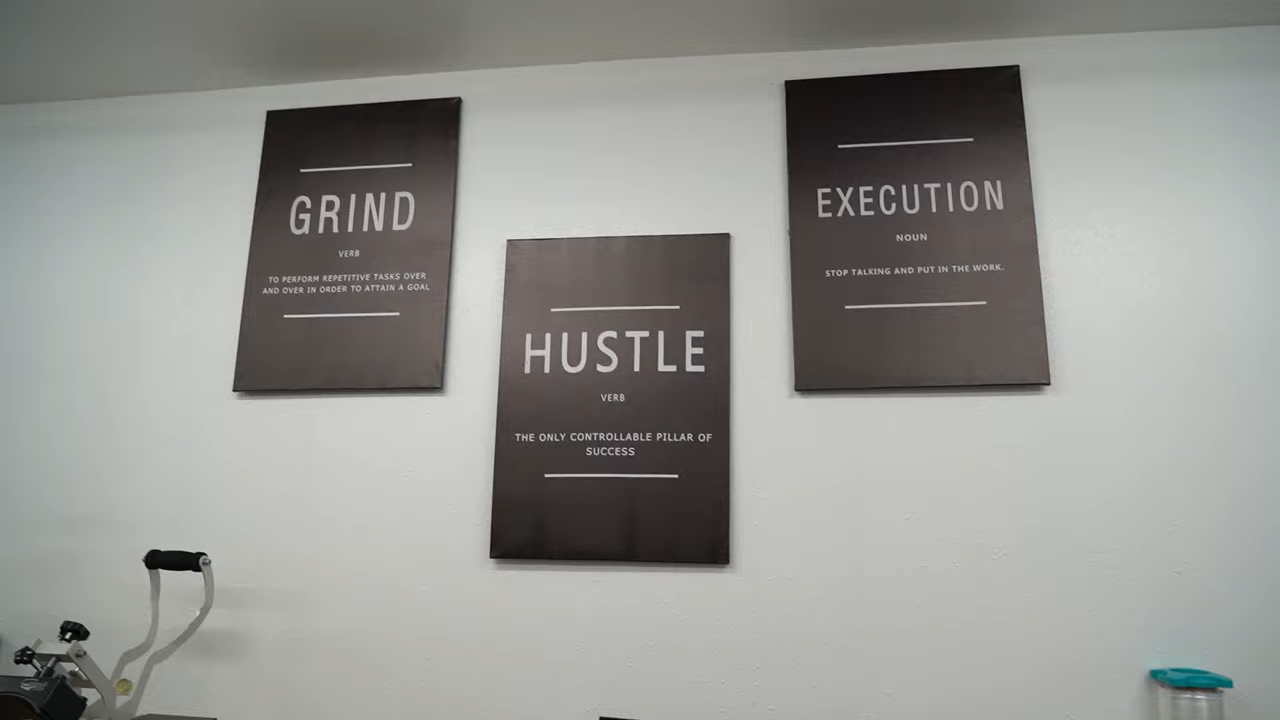 GRIND
VERB
TO PERFORM REPETITIVE TASKS OVER
AND OVER IN ORDER TO ATTAIN A GOAL
HUSTLE
VERB
THE ONLY CONTROLLABLE PILLAR OF
SUCCESS
EXECUTION
NOUN
STOP TALKING AND PUT IN THE WORK.